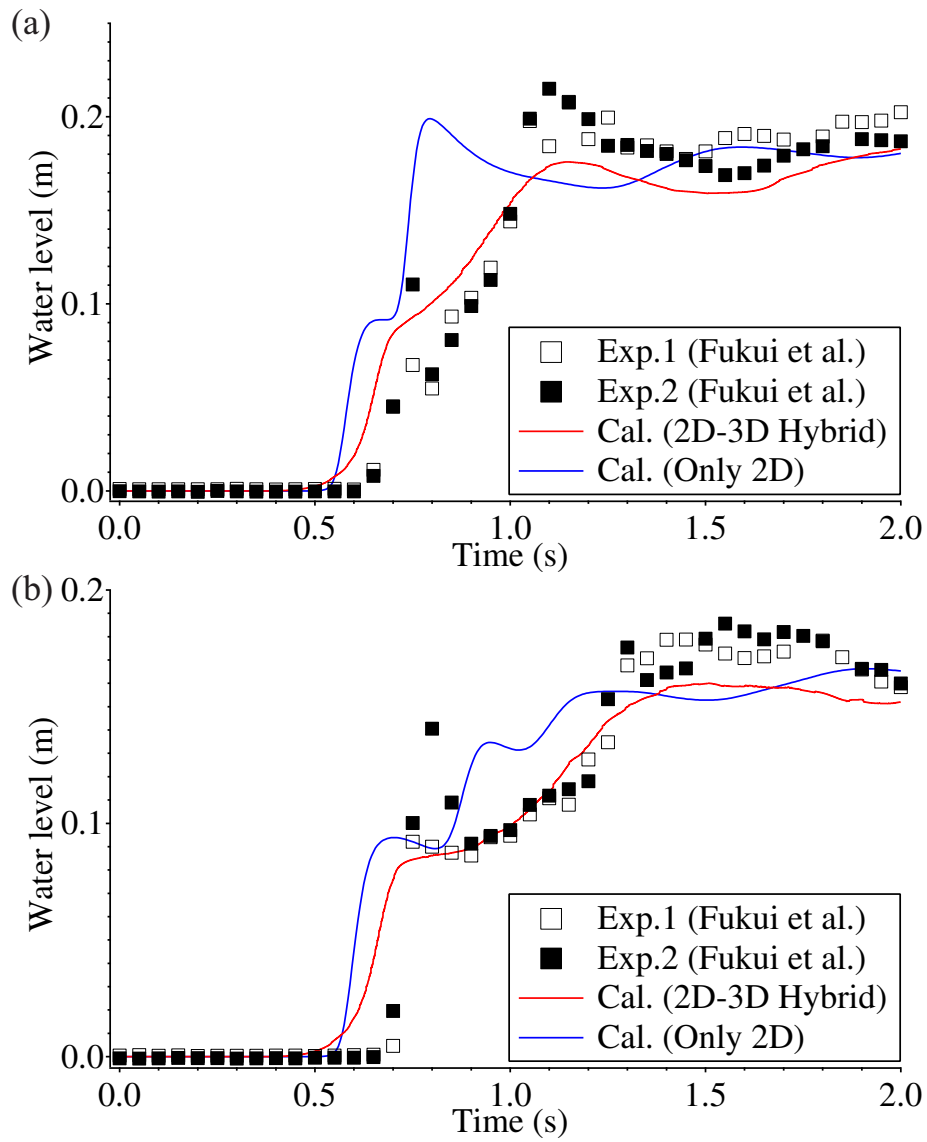 (a)
0.2
0.1
0.0
Water level (m)
Exp.1 (Fukui et al.)
Exp.2 (Fukui et al.)
Cal. (2D-3D Hybrid)
Cal. (Only 2D)
0.0 0.5 1.0 1.5 2.0
Time (s)
(b)
0.2
0.1
0.0
Water level (m)
Exp.1 (Fukui et al.)
Exp.2 (Fukui et al.)
Cal. (2D-3D Hybrid)
Cal. (Only 2D)
0.0 0.5 1.0 1.5 2.0
Time (s)